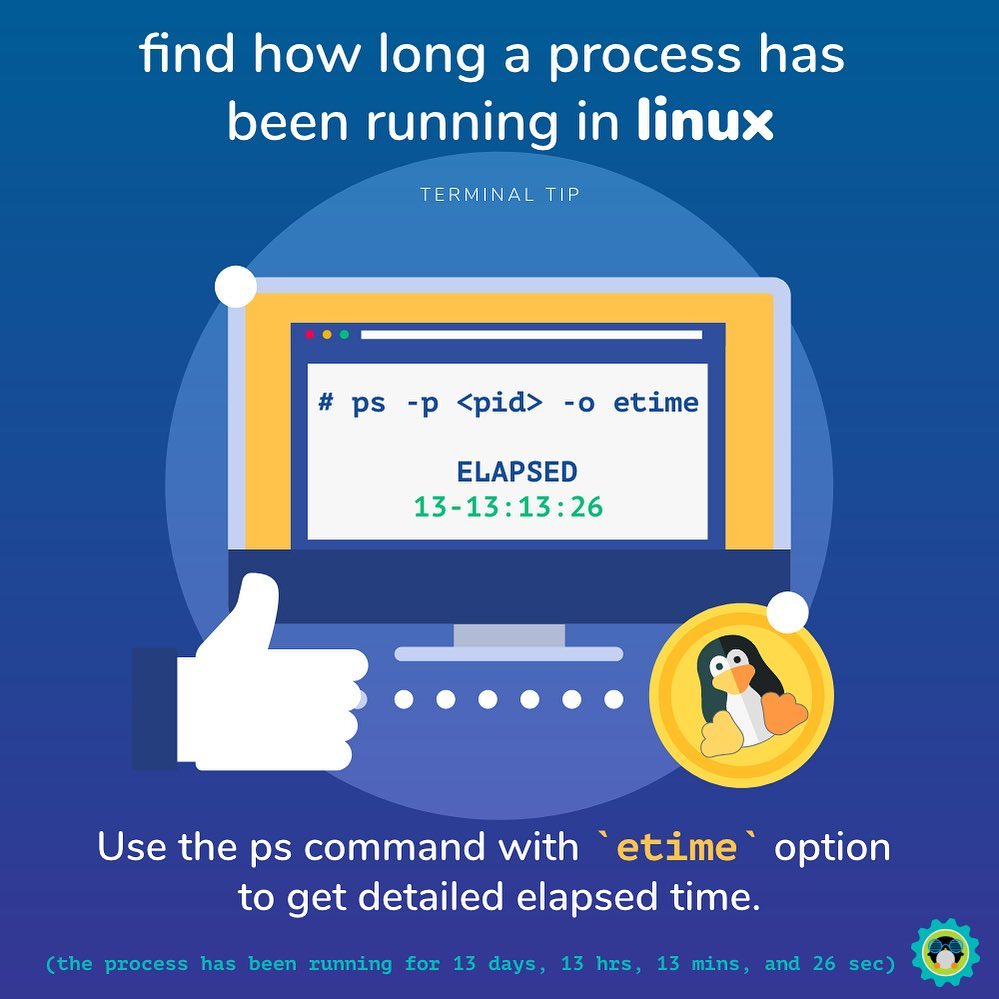 find how long a process has
been running in linux
TERMINAL TIP
# ps -p <pid> -o etime
ELAPSED
13-13:13:26
Use the ps command with `etime` option
to get detailed elapsed time.
(the process has been running for 13 days, 13 hrs, 13 mins, and 26 sec)